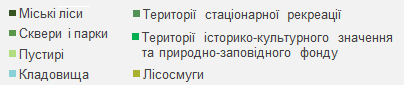 Міські ліси
Сквери і парки
Пустирі
Кладовища
Території стаціонарної рекреації
Території історико-культурного значення
та природно-заповідного фонду
Лісосмуги